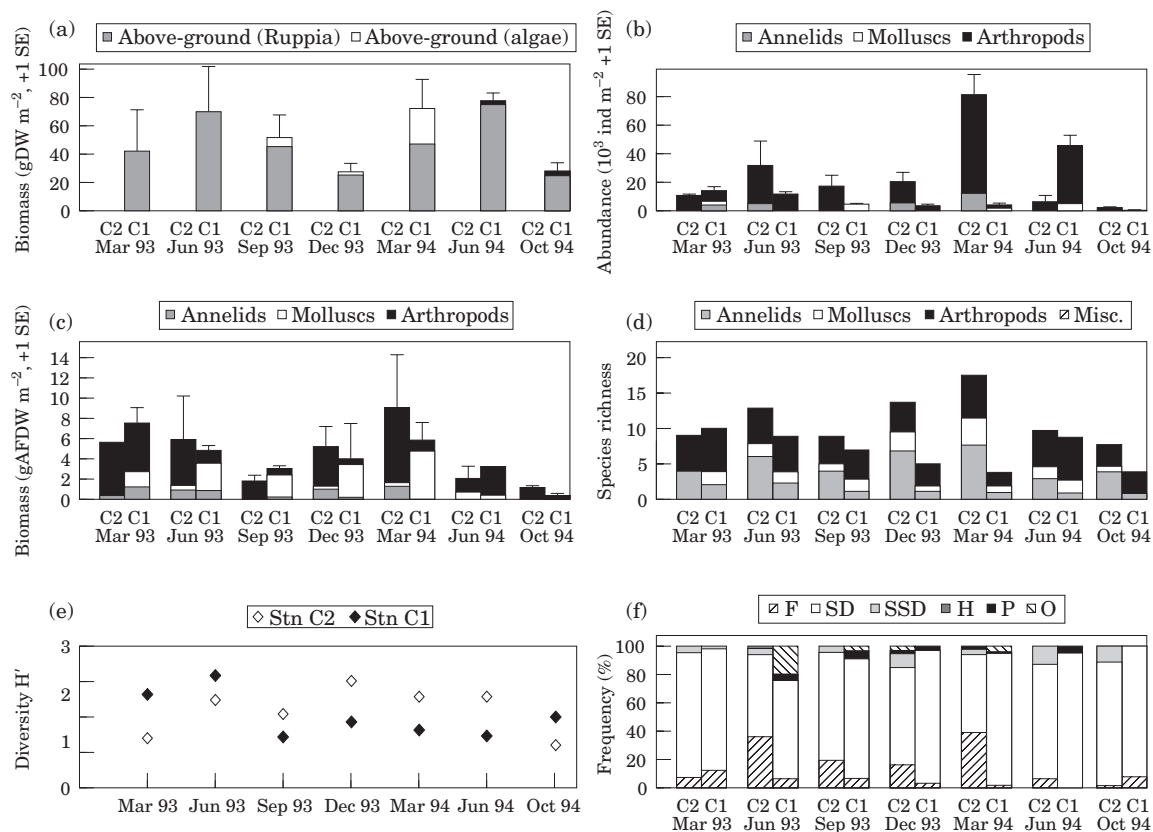 (a)
Above-ground (Ruppia) Above-ground (algae)
Biomass (gDW m−2, +1 SE)
100
80
60
40
20
0
C2 C1 C2 C1 C2 C1 C2 C1 C2 C1 C2 C1 C2 C1
Mar 93 Jun 93 Sep 93 Dec 93 Mar 94 Jun 94 Oct 94
(b)
Annelids Molluscs Arthropods
Abundance (10³ ind m−2 +1 SE)
80
60
40
20
0
C2 C1 C2 C1 C2 C1 C2 C1 C2 C1 C2 C1 C2 C1
Mar 93 Jun 93 Sep 93 Dec 93 Mar 94 Jun 94 Oct 94
(c)
Annelids Molluscs Arthropods
Biomass (gAFDW m−2, +1 SE)
14
12
10
8
6
4
2
0
C2 C1 C2 C1 C2 C1 C2 C1 C2 C1 C2 C1 C2 C1
Mar 93 Jun 93 Sep 93 Dec 93 Mar 94 Jun 94 Oct 94
(d)
Annelids Molluscs Arthropods Misc.
Species richness
20
15
10
5
0
C2 C1 C2 C1 C2 C1 C2 C1 C2 C1 C2 C1 C2 C1
Mar 93 Jun 93 Sep 93 Dec 93 Mar 94 Jun 94 Oct 94
(e)
Stn C2 Stn C1
Diversity H′
3
2
1
0
Mar 93 Jun 93 Sep 93 Dec 93 Mar 94 Jun 94 Oct 94
(f)
F SD SSD H P O
Frequency (%)
100
80
60
40
20
0
C2 C1 C2 C1 C2 C1 C2 C1 C2 C1 C2 C1 C2 C1
Mar 93 Jun 93 Sep 93 Dec 93 Mar 94 Jun 94 Oct 94